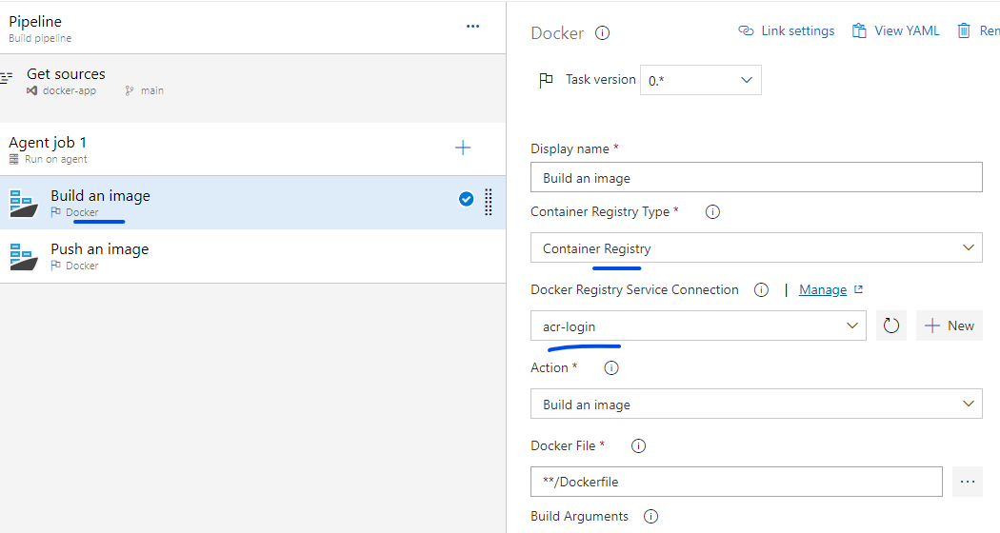 Pipeline
...
Build pipeline
Get sources
docker-app main
Agent job 1
+
Run on agent
Build an image
Docker
Push an image
Docker
Docker
Link settings
View YAML
Rem
Task version
0.*
Display name *
Build an image
Container Registry Type *
Container Registry
Docker Registry Service Connection | Manage
acr-login
+ New
Action *
Build an image
Docker File *
**/Dockerfile
...
Build Arguments